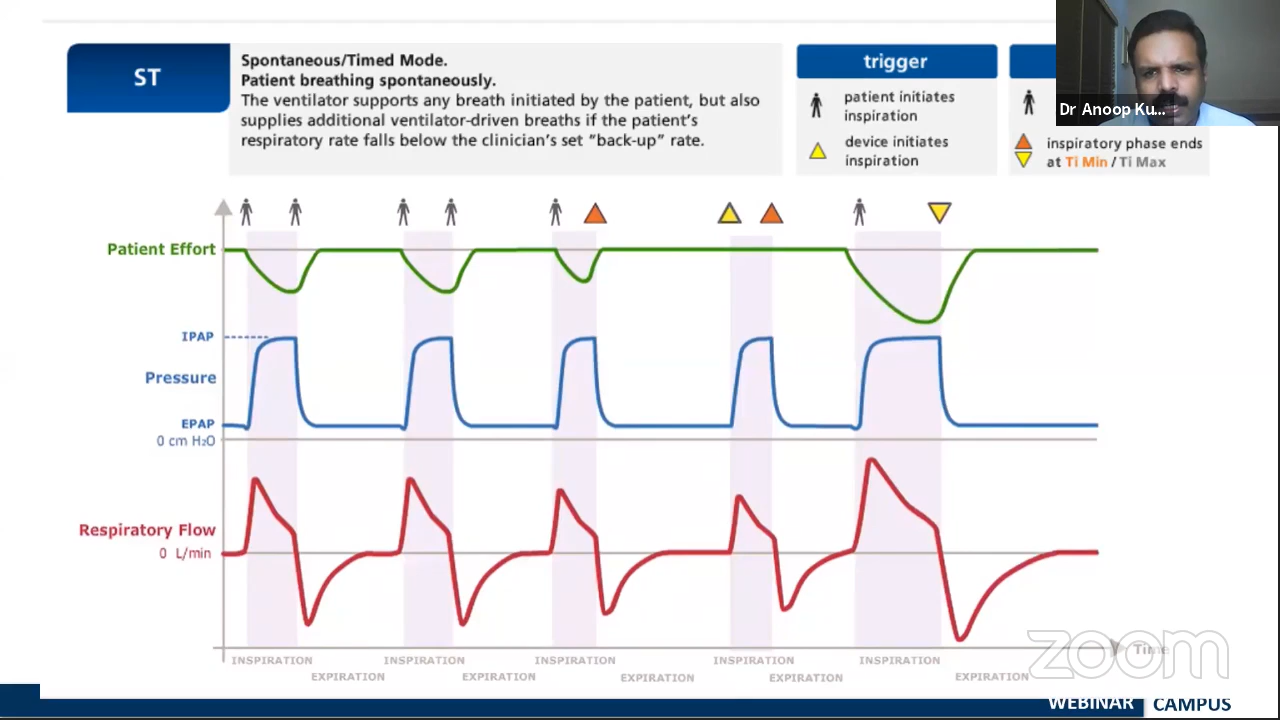 ST
Spontaneous/Timed Mode.
Patient breathing spontaneously.
The ventilator supports any breath initiated by the patient, but also
supplies additional ventilator-driven breaths if the patient's
respiratory rate falls below the clinician's set “back-up” rate.
trigger
patient initiates
inspiration
device initiates
inspiration
Dr Anoop Ku...
inspiratory phase ends
at Ti Min / Ti Max
Patient Effort
IPAP
Pressure
EPAP
0 cm H₂O
Respiratory Flow
0 L/min
INSPIRATION INSPIRATION INSPIRATION INSPIRATION INSPIRATION
EXPIRATION EXPIRATION EXPIRATION EXPIRATION EXPIRATION
Time
zoom
WEBINAR CAMPUS